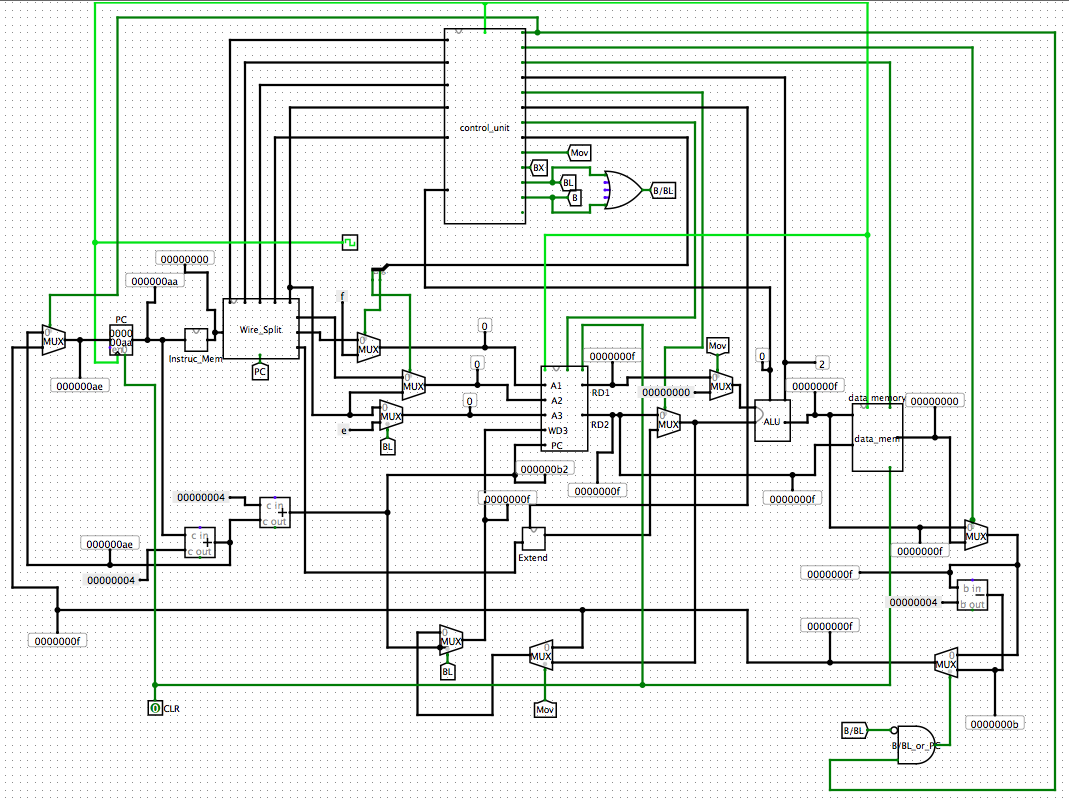 control_unit
Mov
BX
BL
B
B/BL
00000000
000000aa
PC
0000
00aa
MUX
Instruc_Mem
Wire_Split
PC
000000ae
f
MUX
0
0
0
MUX
MUX
e
BL
A1
A2
A3
WD3
PC
RD1
RD2
0000000f
00000000
Mov
MUX
MUX
0
2
0000000f
ALU
data memory
data_mem
00000000
000000b2
0000000f
0000000f
0000000f
00000004
c in
+
c out
000000ae
c in
+
c out
00000004
Extend
MUX
0000000f
0000000f
b in
b out
00000004
0000000f
0000000f
MUX
BL
MUX
Mov
0
CLR
MUX
0000000b
B/BL